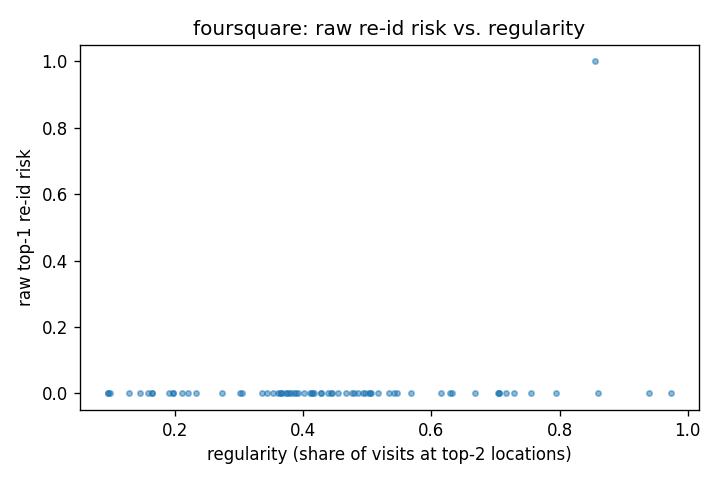 foursquare: raw re-id risk vs. regularity
raw top-1 re-id risk
1.0
0.8
0.6
0.4
0.2
0.0
0.2 0.4 0.6 0.8 1.0
regularity (share of visits at top-2 locations)